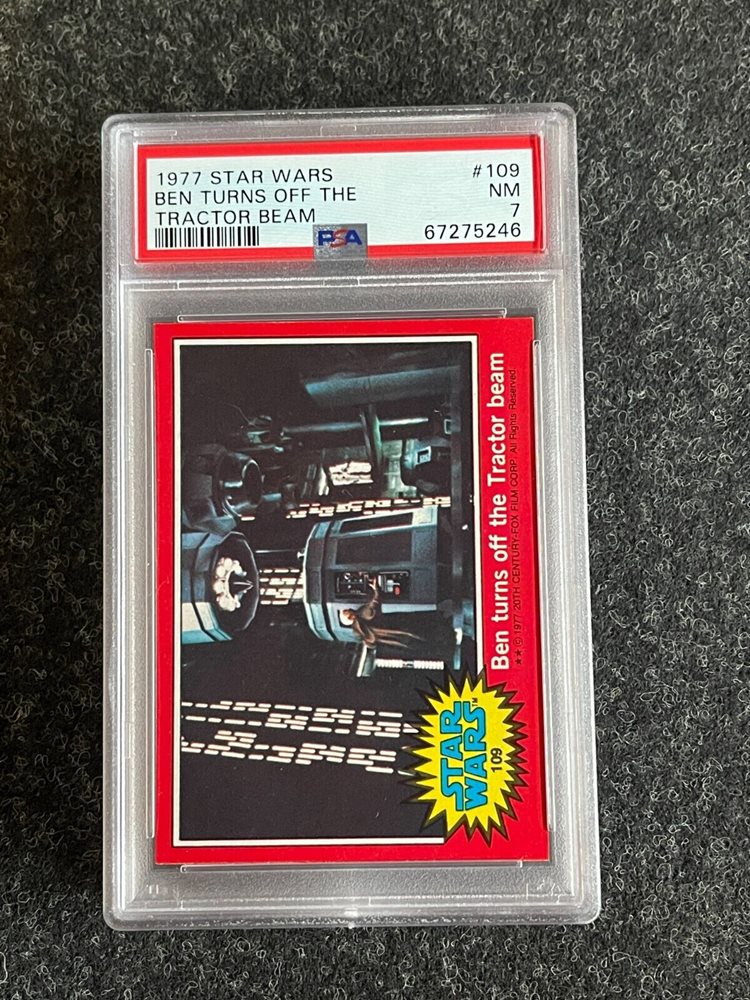 1977 STAR WARS #109
BEN TURNS OFF THE NM
TRACTOR BEAM 7
PSA 67275246
Ben turns off the Tractor beam
★★ © 1977 20TH CENTURY-FOX FILM CORP. All Rights Reserved
STAR
WARS™
109